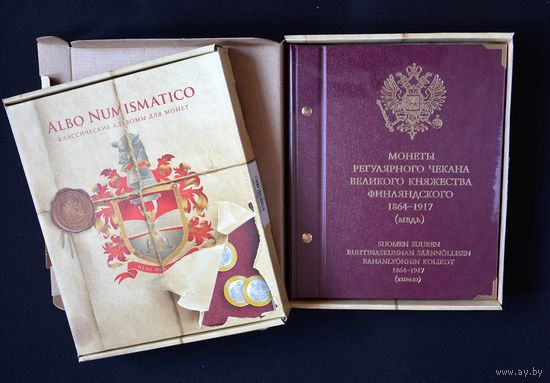 ALBO NUMISMATICO
КЛАССИЧЕСКИЕ АЛЬБОМЫ ДЛЯ МОНЕТ
МОНЕТЫ
РЕГУЛЯРНОГО ЧЕКАНА
ВЕЛИКОГО КНЯЖЕСТВА
ФИНЛЯНДСКОГО
1864–1917
(МѢДЬ)
SUOMEN SUUREN
RUHTINASKUNNAN SÄÄNNÖLLISEN
RAHANLYÖNNIN KOLIKOT
1864–1917
(KUPARI)
www.ay.by